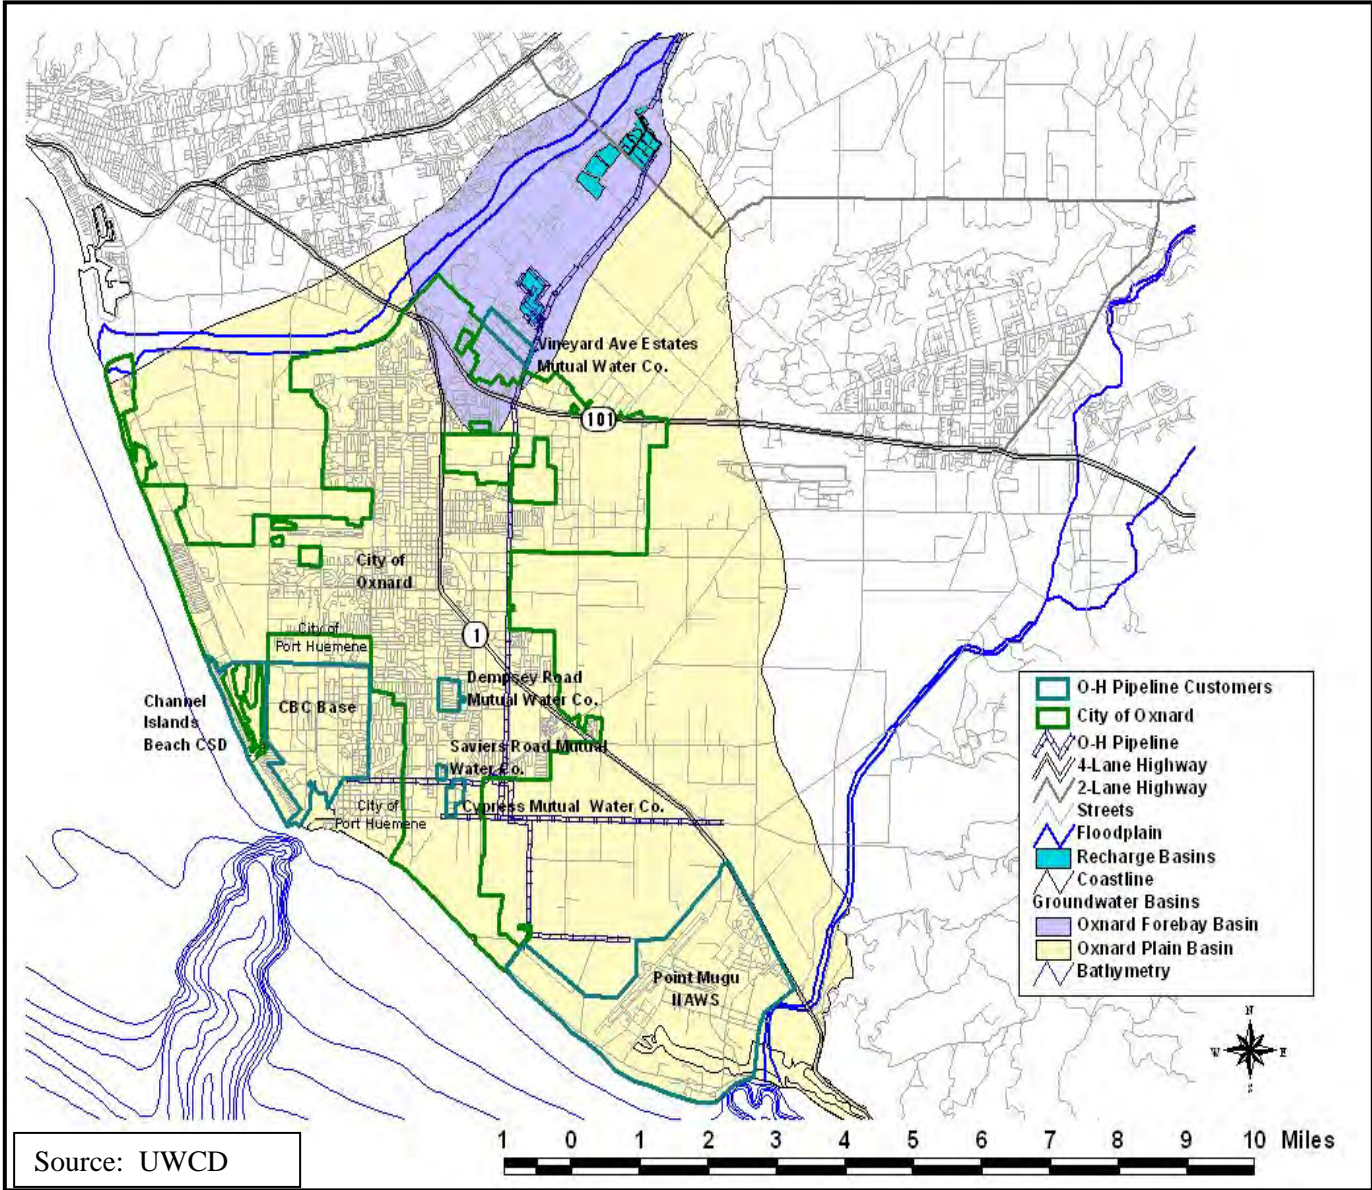 Vineyard Ave Estates
Mutual Water Co.
101
City of
Oxnard
City of
Port Huemene
1
Dempsey Road
Mutual Water Co.
Channel
Islands
Beach CSD
CBC Base
Saviers Road Mutual
Water Co.
City of
Port Huemene
Cypress Mutual Water Co.
Point Mugu
NAWS
O-H Pipeline Customers
City of Oxnard
O-H Pipeline
4-Lane Highway
2-Lane Highway
Streets
Floodplain
Recharge Basins
Coastline
Groundwater Basins
Oxnard Forebay Basin
Oxnard Plain Basin
Bathymetry
N
W E
S
1 0 1 2 3 4 5 6 7 8 9 10 Miles
Source: UWCD